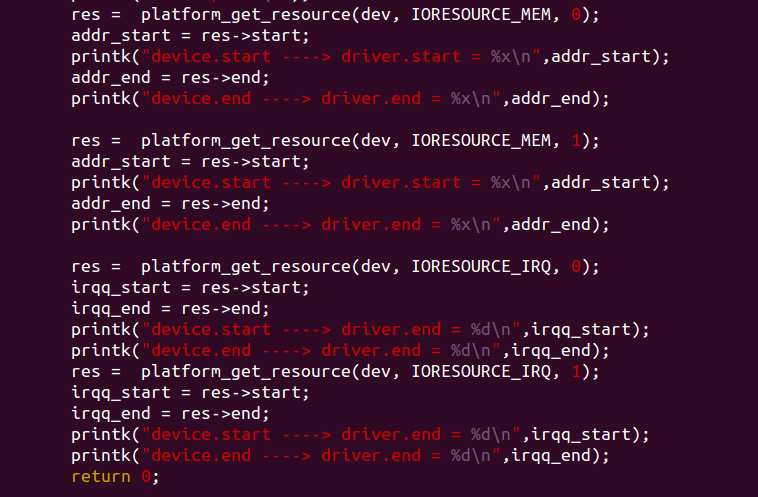 res =  platform_get_resource(dev, IORESOURCE_MEM, 0);
addr_start = res->start;
printk("device.start ----> driver.start = %x\n",addr_start);
addr_end = res->end;
printk("device.end ----> driver.end = %x\n",addr_end);

res =  platform_get_resource(dev, IORESOURCE_MEM, 1);
addr_start = res->start;
printk("device.start ----> driver.start = %x\n",addr_start);
addr_end = res->end;
printk("device.end ----> driver.end = %x\n",addr_end);

res =  platform_get_resource(dev, IORESOURCE_IRQ, 0);
irqq_start = res->start;
irqq_end = res->end;
printk("device.start ----> driver.end = %d\n",irqq_start);
printk("device.end ----> driver.end = %d\n",irqq_end);
res =  platform_get_resource(dev, IORESOURCE_IRQ, 1);
irqq_start = res->start;
irqq_end = res->end;
printk("device.start ----> driver.end = %d\n",irqq_start);
printk("device.end ----> driver.end = %d\n",irqq_end);
return 0;